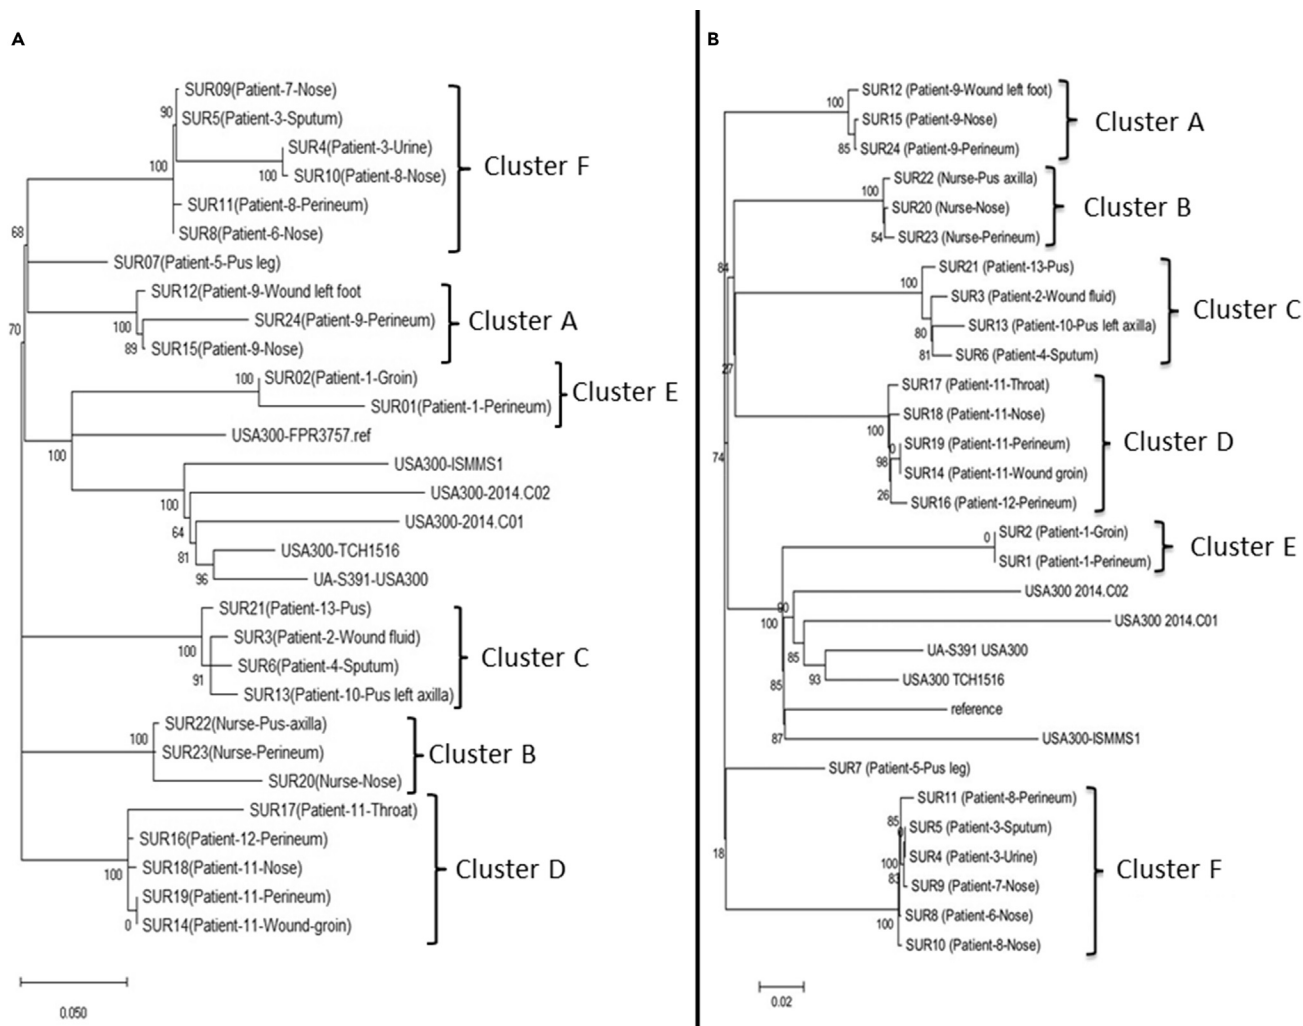 A
SUR09(Patient-7-Nose)
90
SUR5(Patient-3-Sputum)
SUR4(Patient-3-Urine)
100
100
SUR10(Patient-8-Nose)
Cluster F
SUR11(Patient-8-Perineum)
68
SUR8(Patient-6-Nose)
SUR07(Patient-5-Pus leg)
SUR12(Patient-9-Wound left foot
70
100
SUR24(Patient-9-Perineum)
Cluster A
89
SUR15(Patient-9-Nose)
100
SUR02(Patient-1-Groin)
Cluster E
SUR01(Patient-1-Perineum)
USA300-FPR3757.ref
100
USA300-ISMMS1
100
USA300-2014.C02
64
USA300-2014.C01
81
USA300-TCH1516
96
UA-S391-USA300
SUR21(Patient-13-Pus)
100
SUR3(Patient-2-Wound fluid)
Cluster C
SUR6(Patient-4-Sputum)
91
SUR13(Patient-10-Pus left axilla)
SUR22(Nurse-Pus-axilla)
100
SUR23(Nurse-Perineum)
Cluster B
SUR20(Nurse-Nose)
SUR17(Patient-11-Throat)
SUR16(Patient-12-Perineum)
100
SUR18(Patient-11-Nose)
Cluster D
SUR19(Patient-11-Perineum)
0
SUR14(Patient-11-Wound-groin)
0.050
B
SUR12 (Patient-9-Wound left foot)
100
SUR15 (Patient-9-Nose)
Cluster A
85
SUR24 (Patient-9-Perineum)
SUR22 (Nurse-Pus axilla)
100
SUR20 (Nurse-Nose)
Cluster B
54
SUR23 (Nurse-Perineum)
84
SUR21 (Patient-13-Pus)
100
SUR3 (Patient-2-Wound fluid)
Cluster C
80
SUR13 (Patient-10-Pus left axilla)
81
SUR6 (Patient-4-Sputum)
27
SUR17 (Patient-11-Throat)
SUR18 (Patient-11-Nose)
100
0
SUR19 (Patient-11-Perineum)
Cluster D
98
SUR14 (Patient-11-Wound groin)
74
26
SUR16 (Patient-12-Perineum)
SUR2 (Patient-1-Groin)
0
Cluster E
SUR1 (Patient-1-Perineum)
USA300 2014.C02
90
100
USA300 2014.C01
85
UA-S391 USA300
93
USA300 TCH1516
85
reference
87
USA300-ISMMS1
SUR7 (Patient-5-Pus leg)
SUR11 (Patient-8-Perineum)
85
SUR5 (Patient-3-Sputum)
18
100
SUR4 (Patient-3-Urine)
Cluster F
83
SUR9 (Patient-7-Nose)
100
SUR8 (Patient-6-Nose)
SUR10 (Patient-8-Nose)
0.02